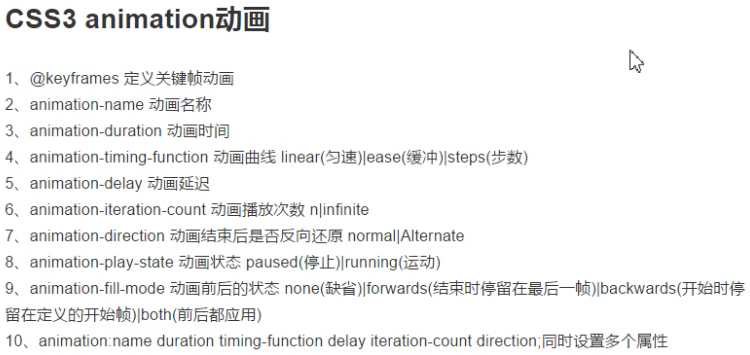 CSS3 animation动画
1、@keyframes 定义关键帧动画
2、animation-name 动画名称
3、animation-duration 动画时间
4、animation-timing-function 动画曲线 linear(匀速)|ease(缓冲)|steps(步数)
5、animation-delay 动画延迟
6、animation-iteration-count 动画播放次数 n|infinite
7、animation-direction 动画结束后是否反向还原 normal|Alternate
8、animation-play-state 动画状态 paused(停止)|running(运动)
9、animation-fill-mode 动画前后的状态 none(缺省)|forwards(结束时停留在最后一帧)|backwards(开始时停
留在定义的开始帧)|both(前后都应用)
10、animation:name duration timing-function delay iteration-count direction;同时设置多个属性